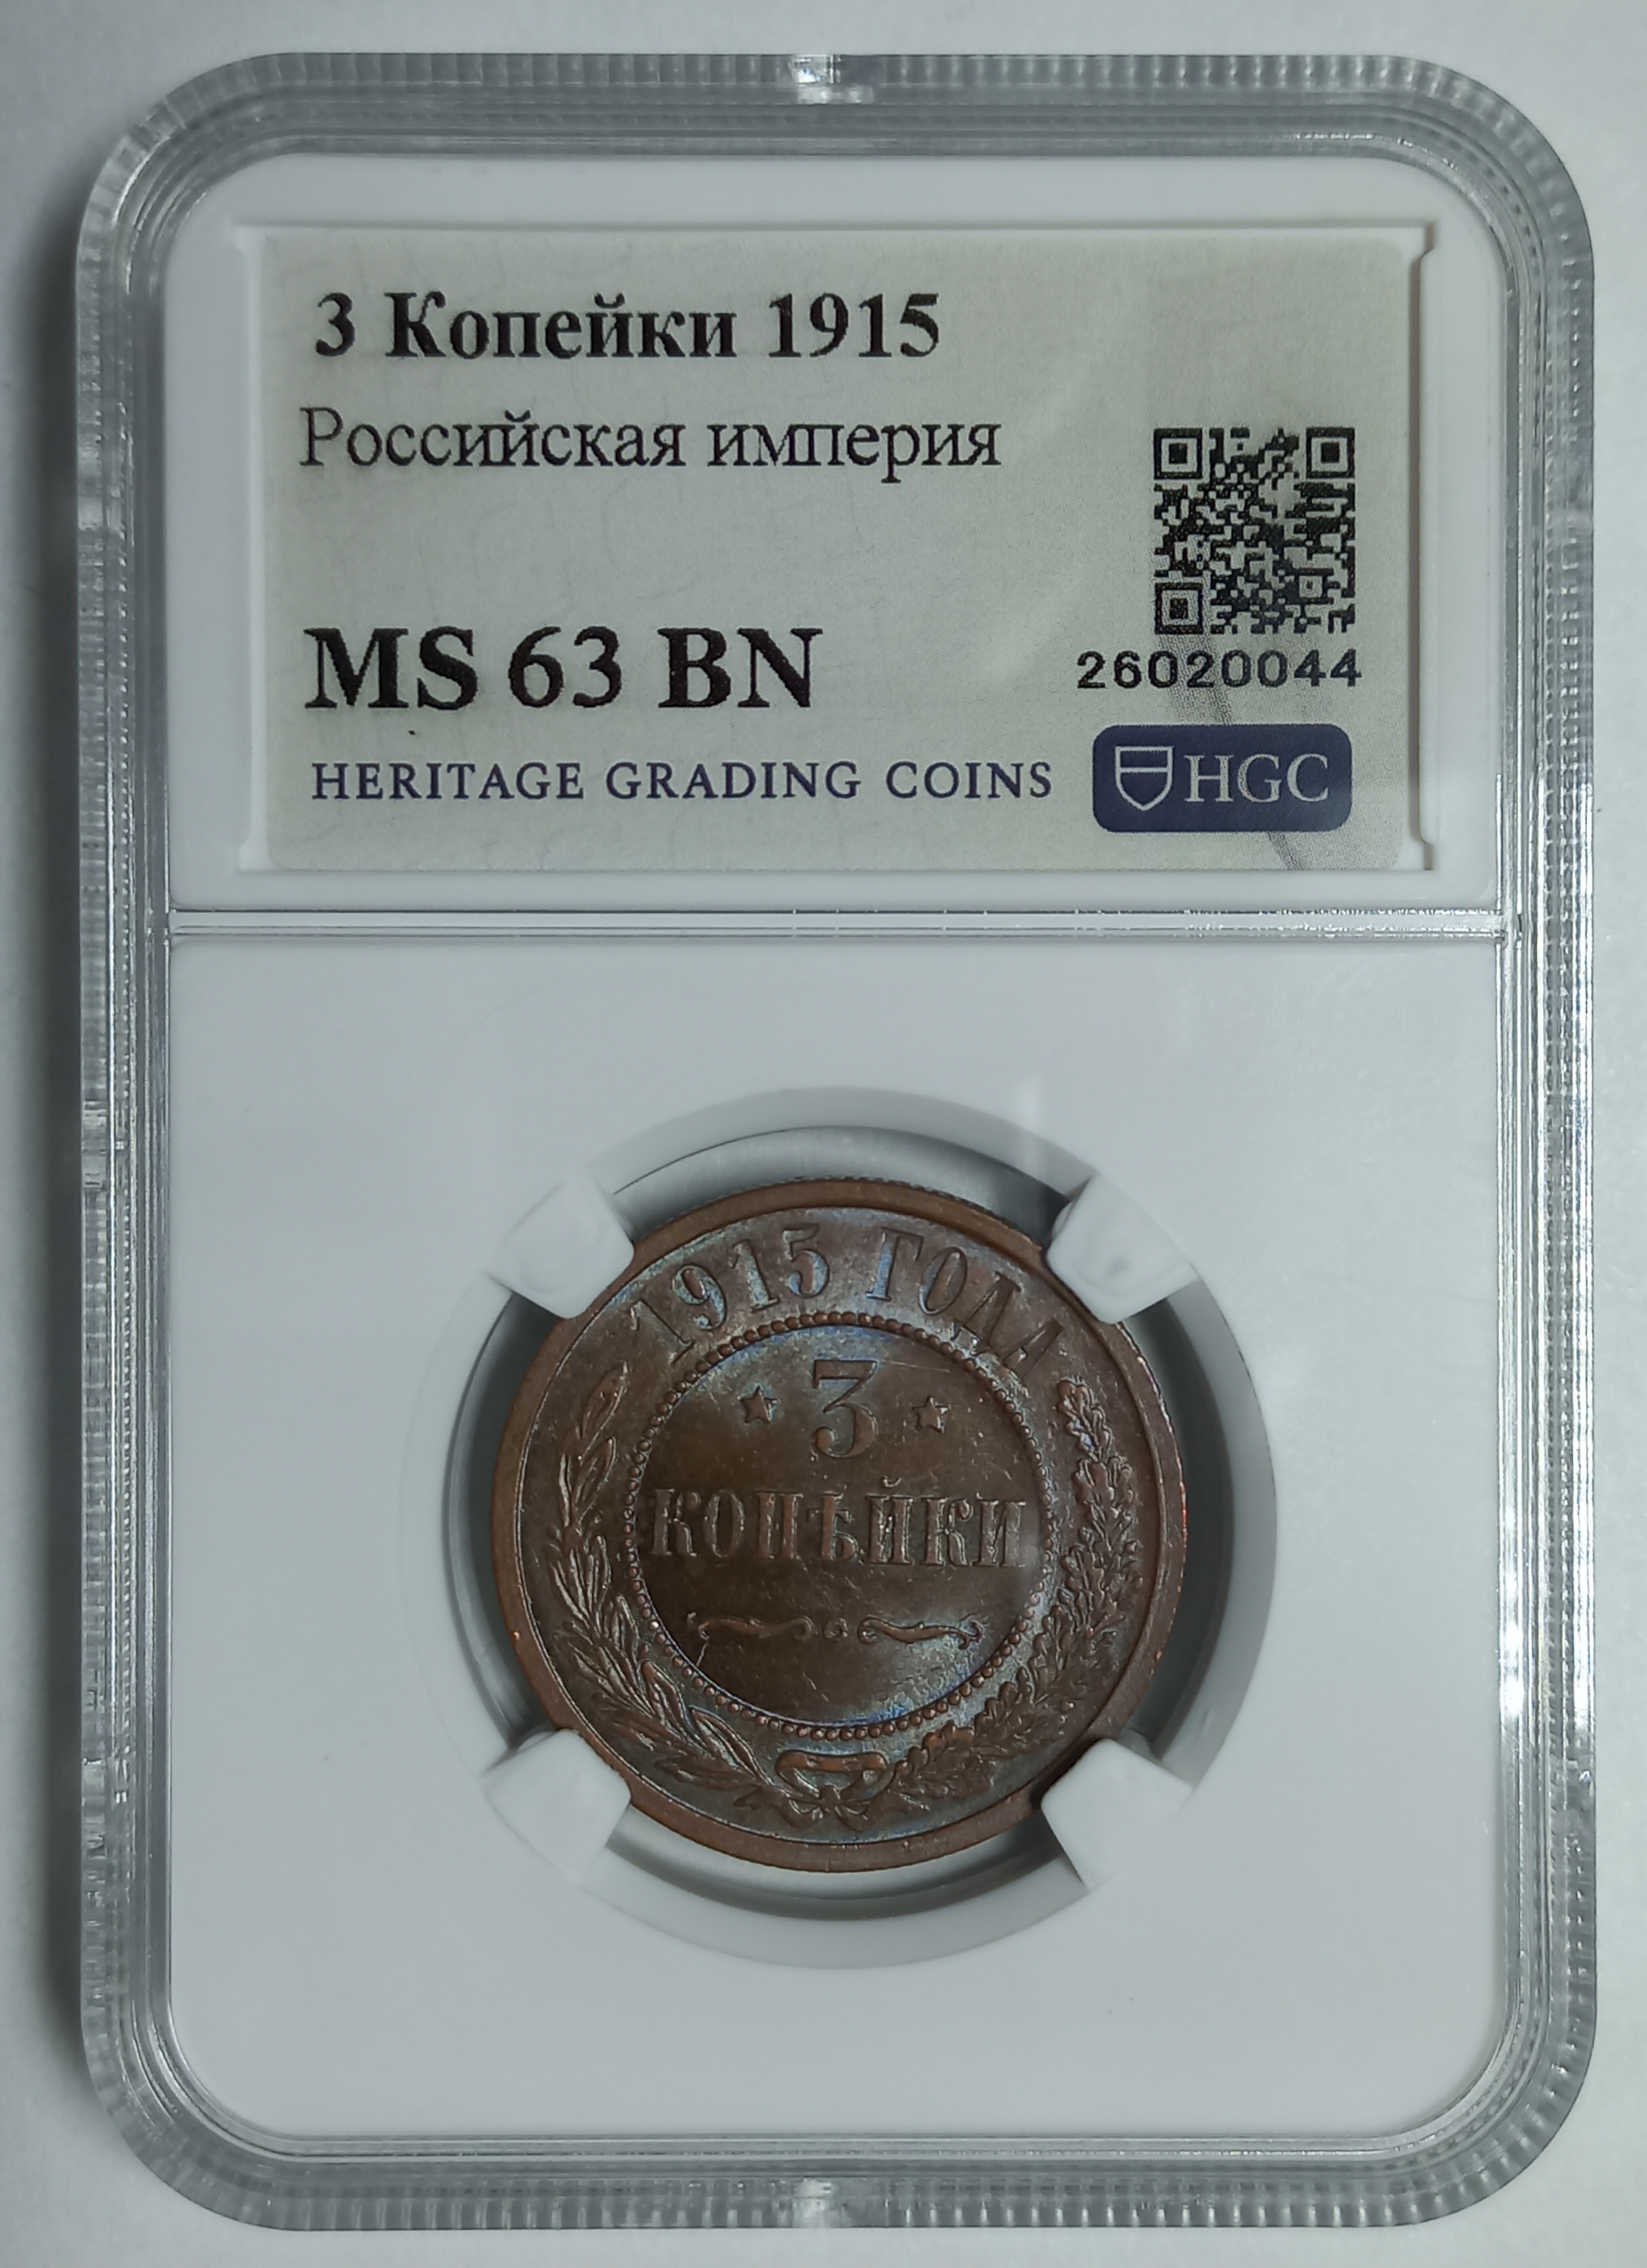 3 Копейки 1915
Российская империя
MS 63 BN
26020044
HERITAGE GRADING COINS
HGC
1915 ГОДА
3
КОПѢЙКИ